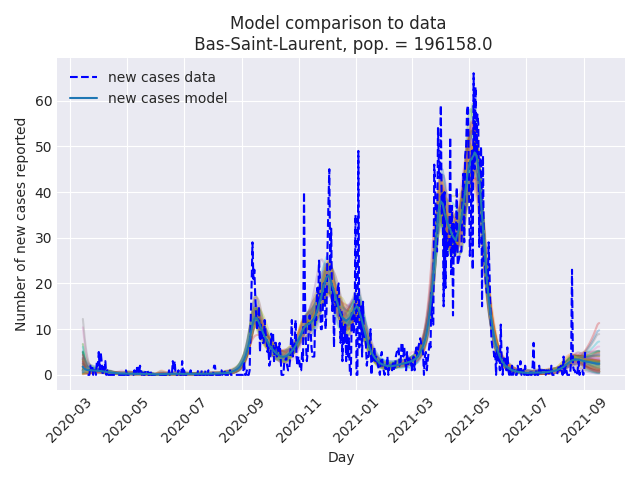 Model comparison to data
Bas-Saint-Laurent, pop. = 196158.0
new cases data
new cases model
Number of new cases reported
60
50
40
30
20
10
0
2020-03
2020-05
2020-07
2020-09
2020-11
2021-01
2021-03
2021-05
2021-07
2021-09
Day